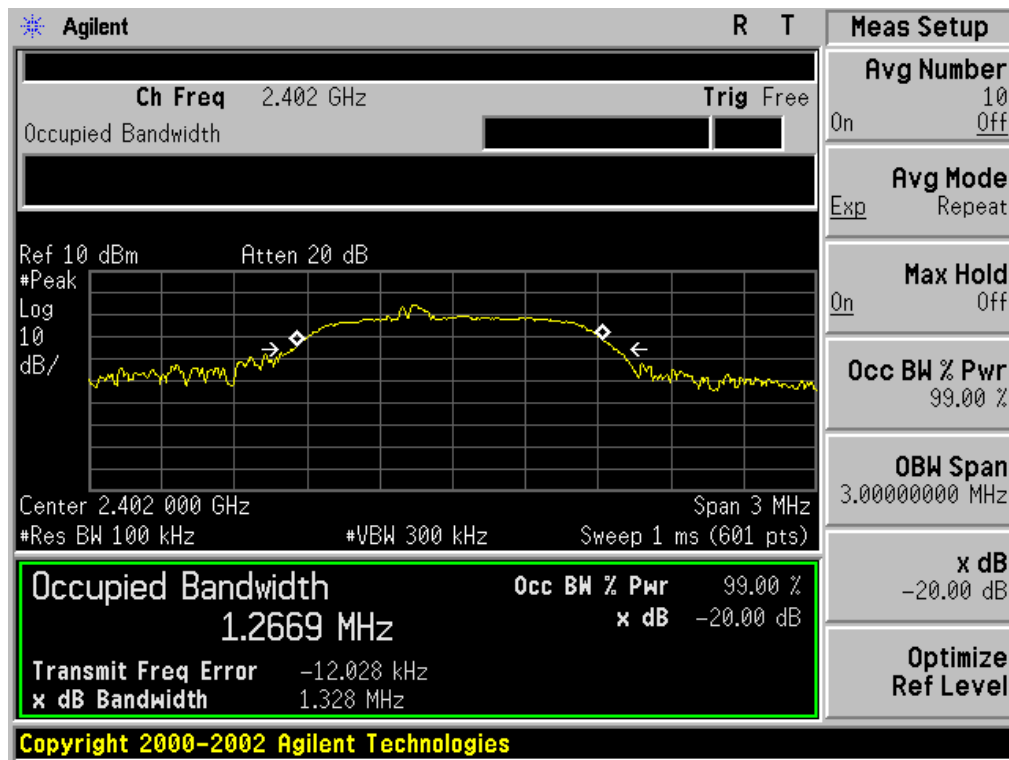 Agilent R T
Meas Setup
Ch Freq 2.402 GHz Trig Free
Occupied Bandwidth
Ref 10 dBm Atten 20 dB
#Peak
Log
10
dB/
Center 2.402 000 GHz Span 3 MHz
#Res BW 100 kHz #VBW 300 kHz Sweep 1 ms (601 pts)
Occupied Bandwidth
1.2669 MHz
Occ BW % Pwr 99.00 %
x dB -20.00 dB
Transmit Freq Error -12.028 kHz
x dB Bandwidth 1.328 MHz
Avg Number
10
On Off
Avg Mode
Exp Repeat
Max Hold
On Off
Occ BW % Pwr
99.00 %
OBW Span
3.00000000 MHz
x dB
-20.00 dB
Optimize
Ref Level
Copyright 2000-2002 Agilent Technologies